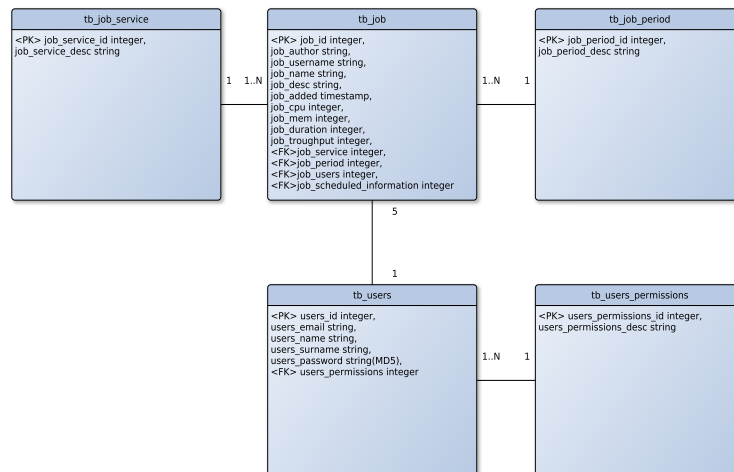 tb_job_service
<PK> job_service_id integer,
job_service_desc string
1
1..N
tb_job
<PK> job_id integer,
job_author string,
job_username string,
job_name string,
job_desc string,
job_added timestamp,
job_cpu integer,
job_mem integer,
job_duration integer,
job_troughput integer,
<FK>job_service integer,
<FK>job_period integer,
<FK>job_users integer,
<FK>job_scheduled_information integer
1..N
1
tb_job_period
<PK> job_period_id integer,
job_period_desc string
5
1
tb_users
<PK> users_id integer,
users_email string,
users_name string,
users_surname string,
users_password string(MD5),
<FK> users_permissions integer
1..N
1
tb_users_permissions
<PK> users_permissions_id integer,
users_permissions_desc string